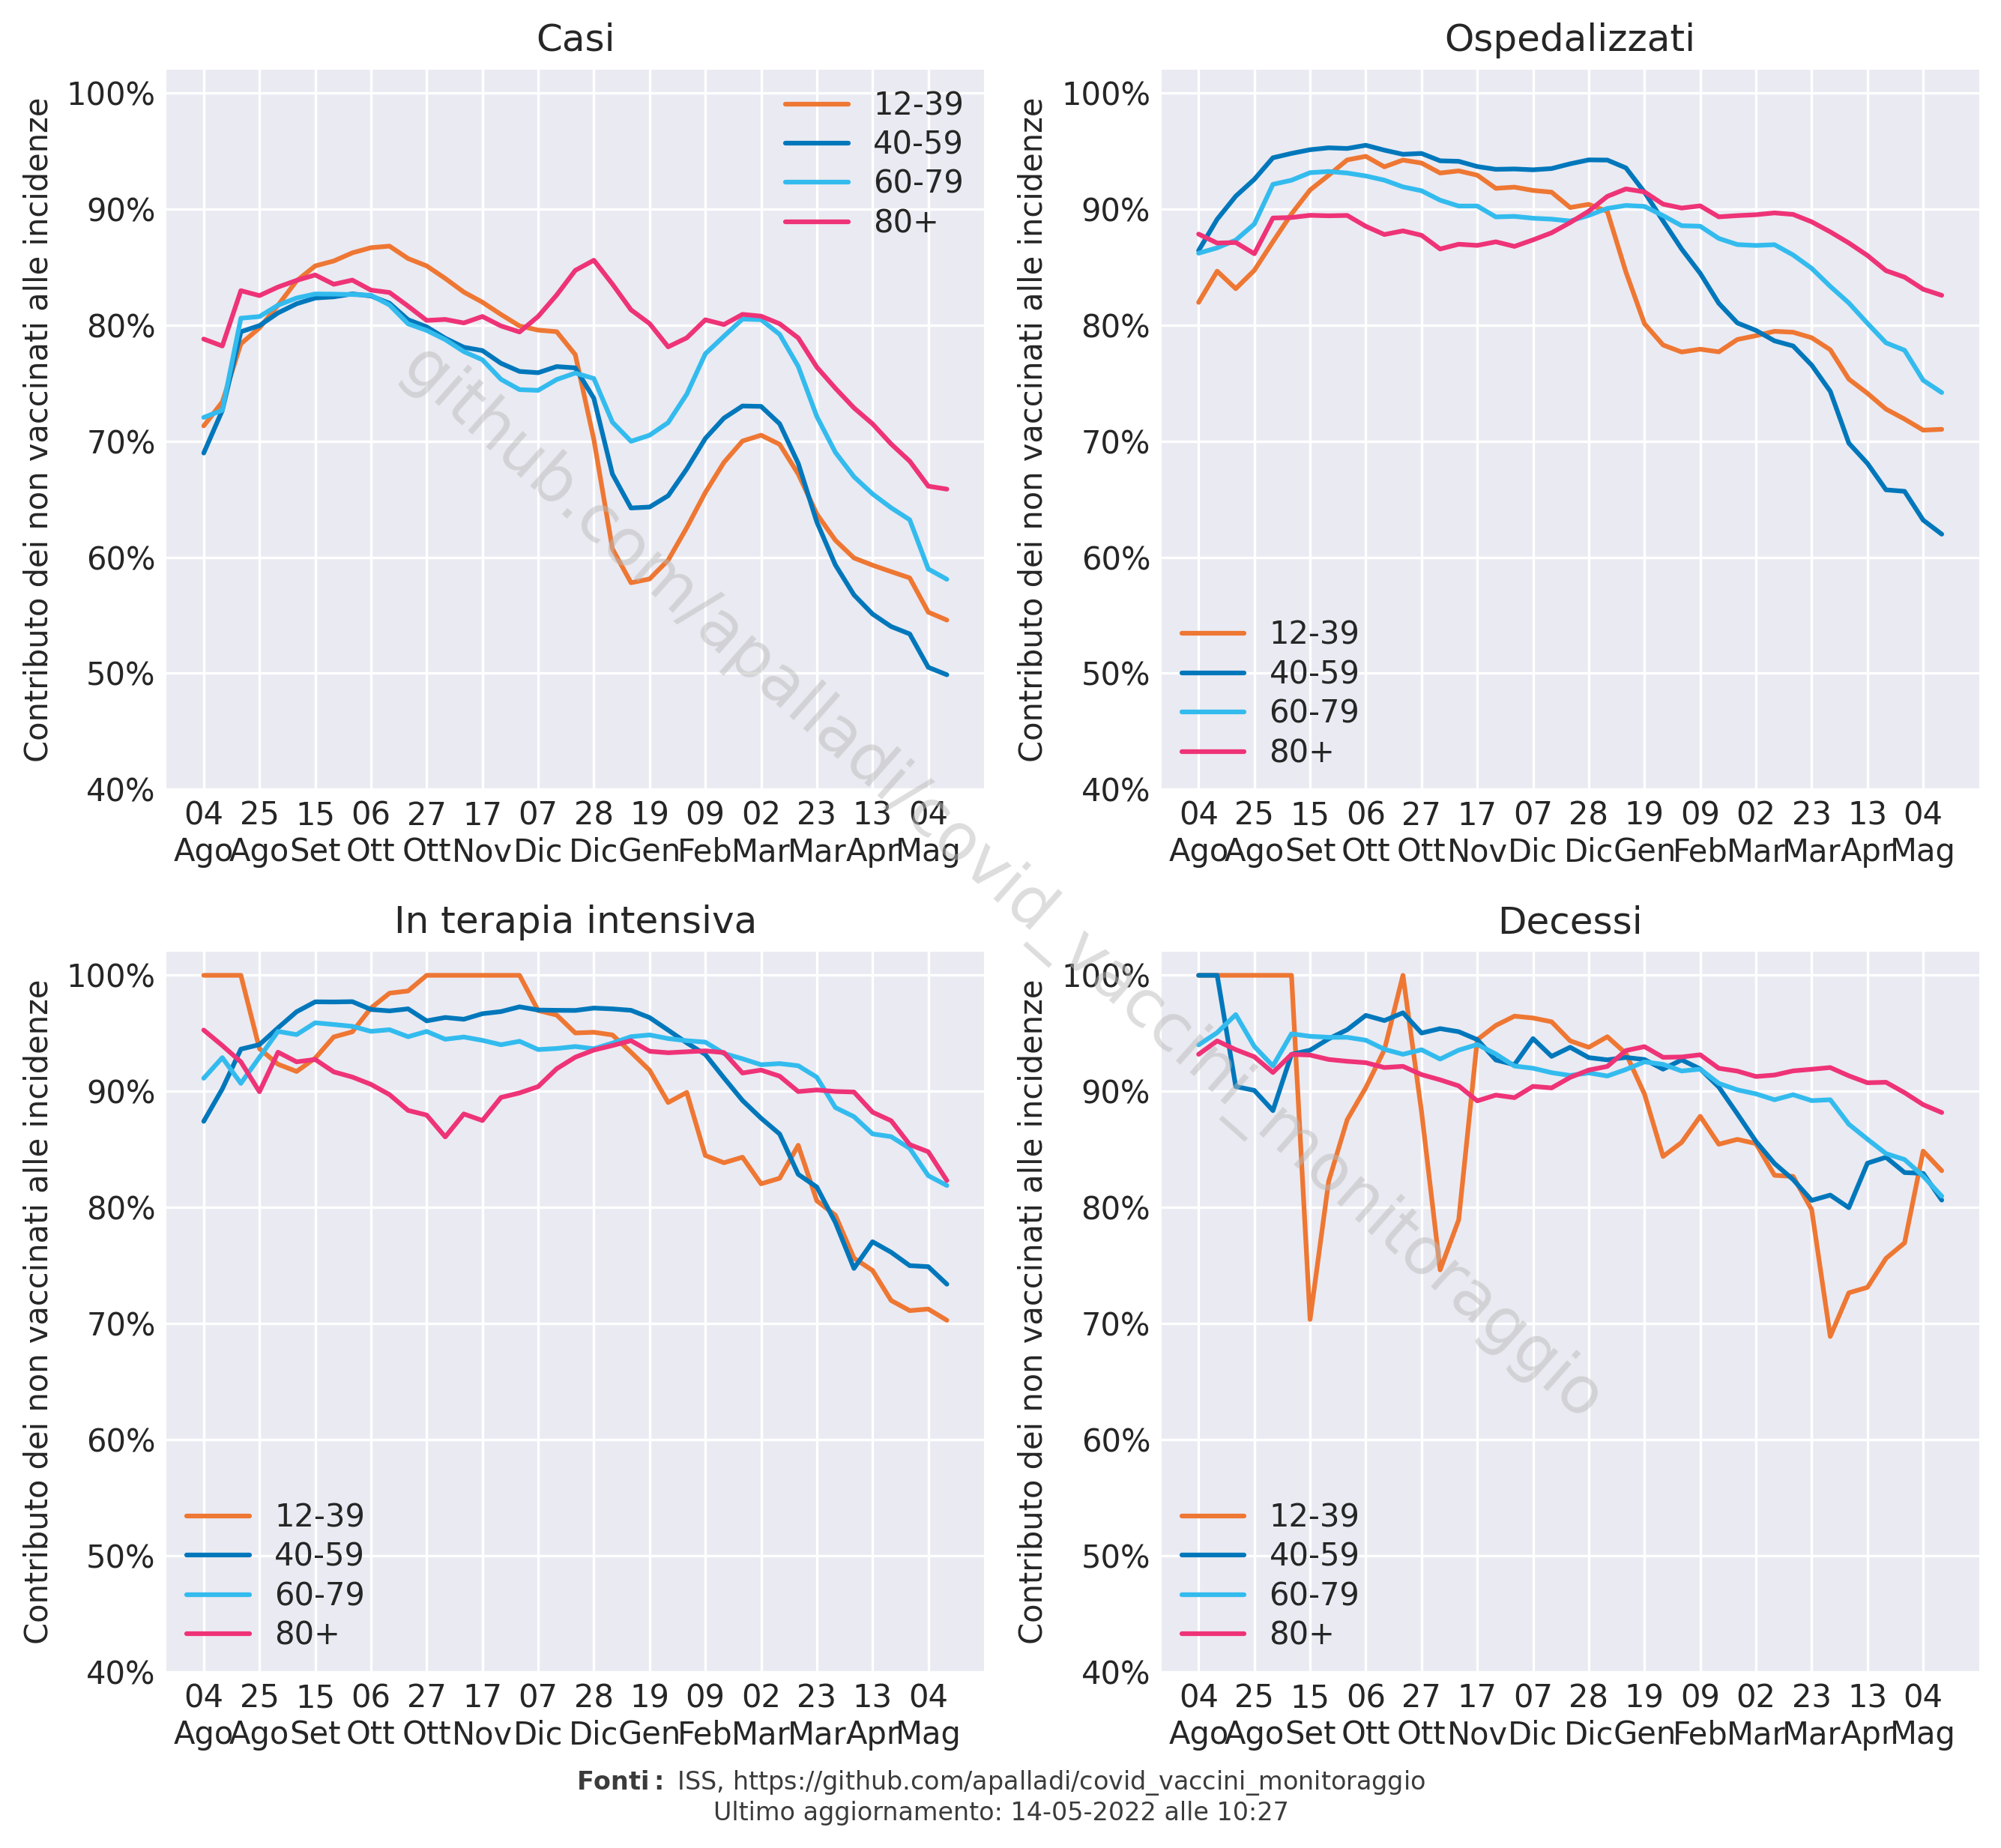 Casi
Contributo dei non vaccinati alle incidenze
100%
90%
80%
70%
60%
50%
40%
12-39
40-59
60-79
80+
04 25 15 06 27 17 07 28 19 09 02 23 13 04
Ago Ago Set Ott Ott Nov Dic Dic Gen Feb Mar Mar Apr Mag
Ospedalizzati
Contributo dei non vaccinati alle incidenze
100%
90%
80%
70%
60%
50%
40%
12-39
40-59
60-79
80+
04 25 15 06 27 17 07 28 19 09 02 23 13 04
Ago Ago Set Ott Ott Nov Dic Dic Gen Feb Mar Mar Apr Mag
In terapia intensiva
Contributo dei non vaccinati alle incidenze
100%
90%
80%
70%
60%
50%
40%
12-39
40-59
60-79
80+
04 25 15 06 27 17 07 28 19 09 02 23 13 04
Ago Ago Set Ott Ott Nov Dic Dic Gen Feb Mar Mar Apr Mag
Decessi
Contributo dei non vaccinati alle incidenze
100%
90%
80%
70%
60%
50%
40%
12-39
40-59
60-79
80+
04 25 15 06 27 17 07 28 19 09 02 23 13 04
Ago Ago Set Ott Ott Nov Dic Dic Gen Feb Mar Mar Apr Mag
github.com/apalladi/covid_vaccini_monitoraggio
Fonti: ISS, https://github.com/apalladi/covid_vaccini_monitoraggio
Ultimo aggiornamento: 14-05-2022 alle 10:27